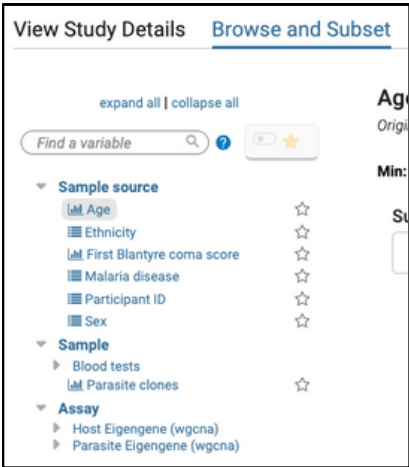 View Study Details Browse and Subset
expand all | collapse all
Find a variable ?
Sample source
Age
Ethnicity
First Blantyre coma score
Malaria disease
Participant ID
Sex
Sample
Blood tests
Parasite clones
Assay
Host Eigengene (wgcna)
Parasite Eigengene (wgcna)
Age
Origi
Min:
Su